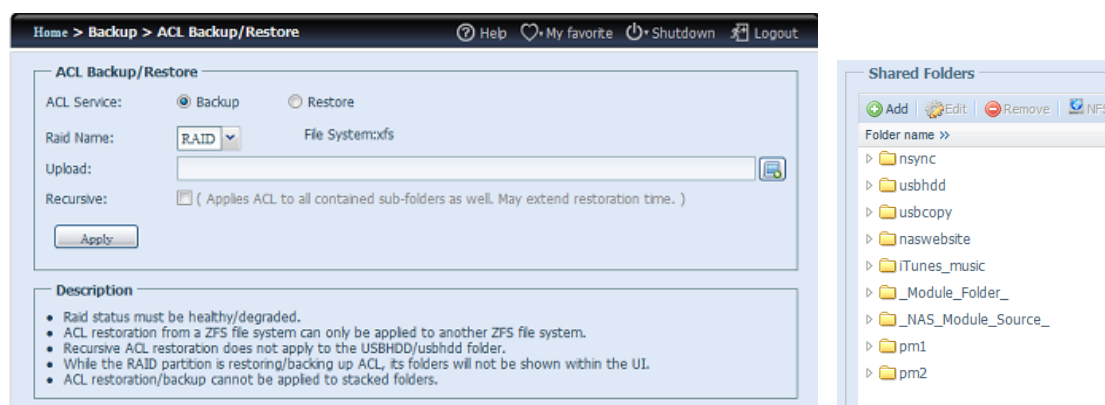 Home > Backup > ACL Backup/Restore
Help My favorite Shutdown Logout
ACL Backup/Restore
ACL Service: Backup Restore
Raid Name: RAID File System:xfs
Upload:
Recursive: ( Applies ACL to all contained sub-folders as well. May extend restoration time. )
Apply
Description
• Raid status must be healthy/degraded.
• ACL restoration from a ZFS file system can only be applied to another ZFS file system.
• Recursive ACL restoration does not apply to the USBHDD/usbhdd folder.
• While the RAID partition is restoring/backing up ACL, its folders will not be shown within the UI.
• ACL restoration/backup cannot be applied to stacked folders.
Shared Folders
Add Edit Remove NFS
Folder name »
nsync
usbhdd
usbcopy
naswebsite
iTunes_music
_Module_Folder_
_NAS_Module_Source_
pm1
pm2